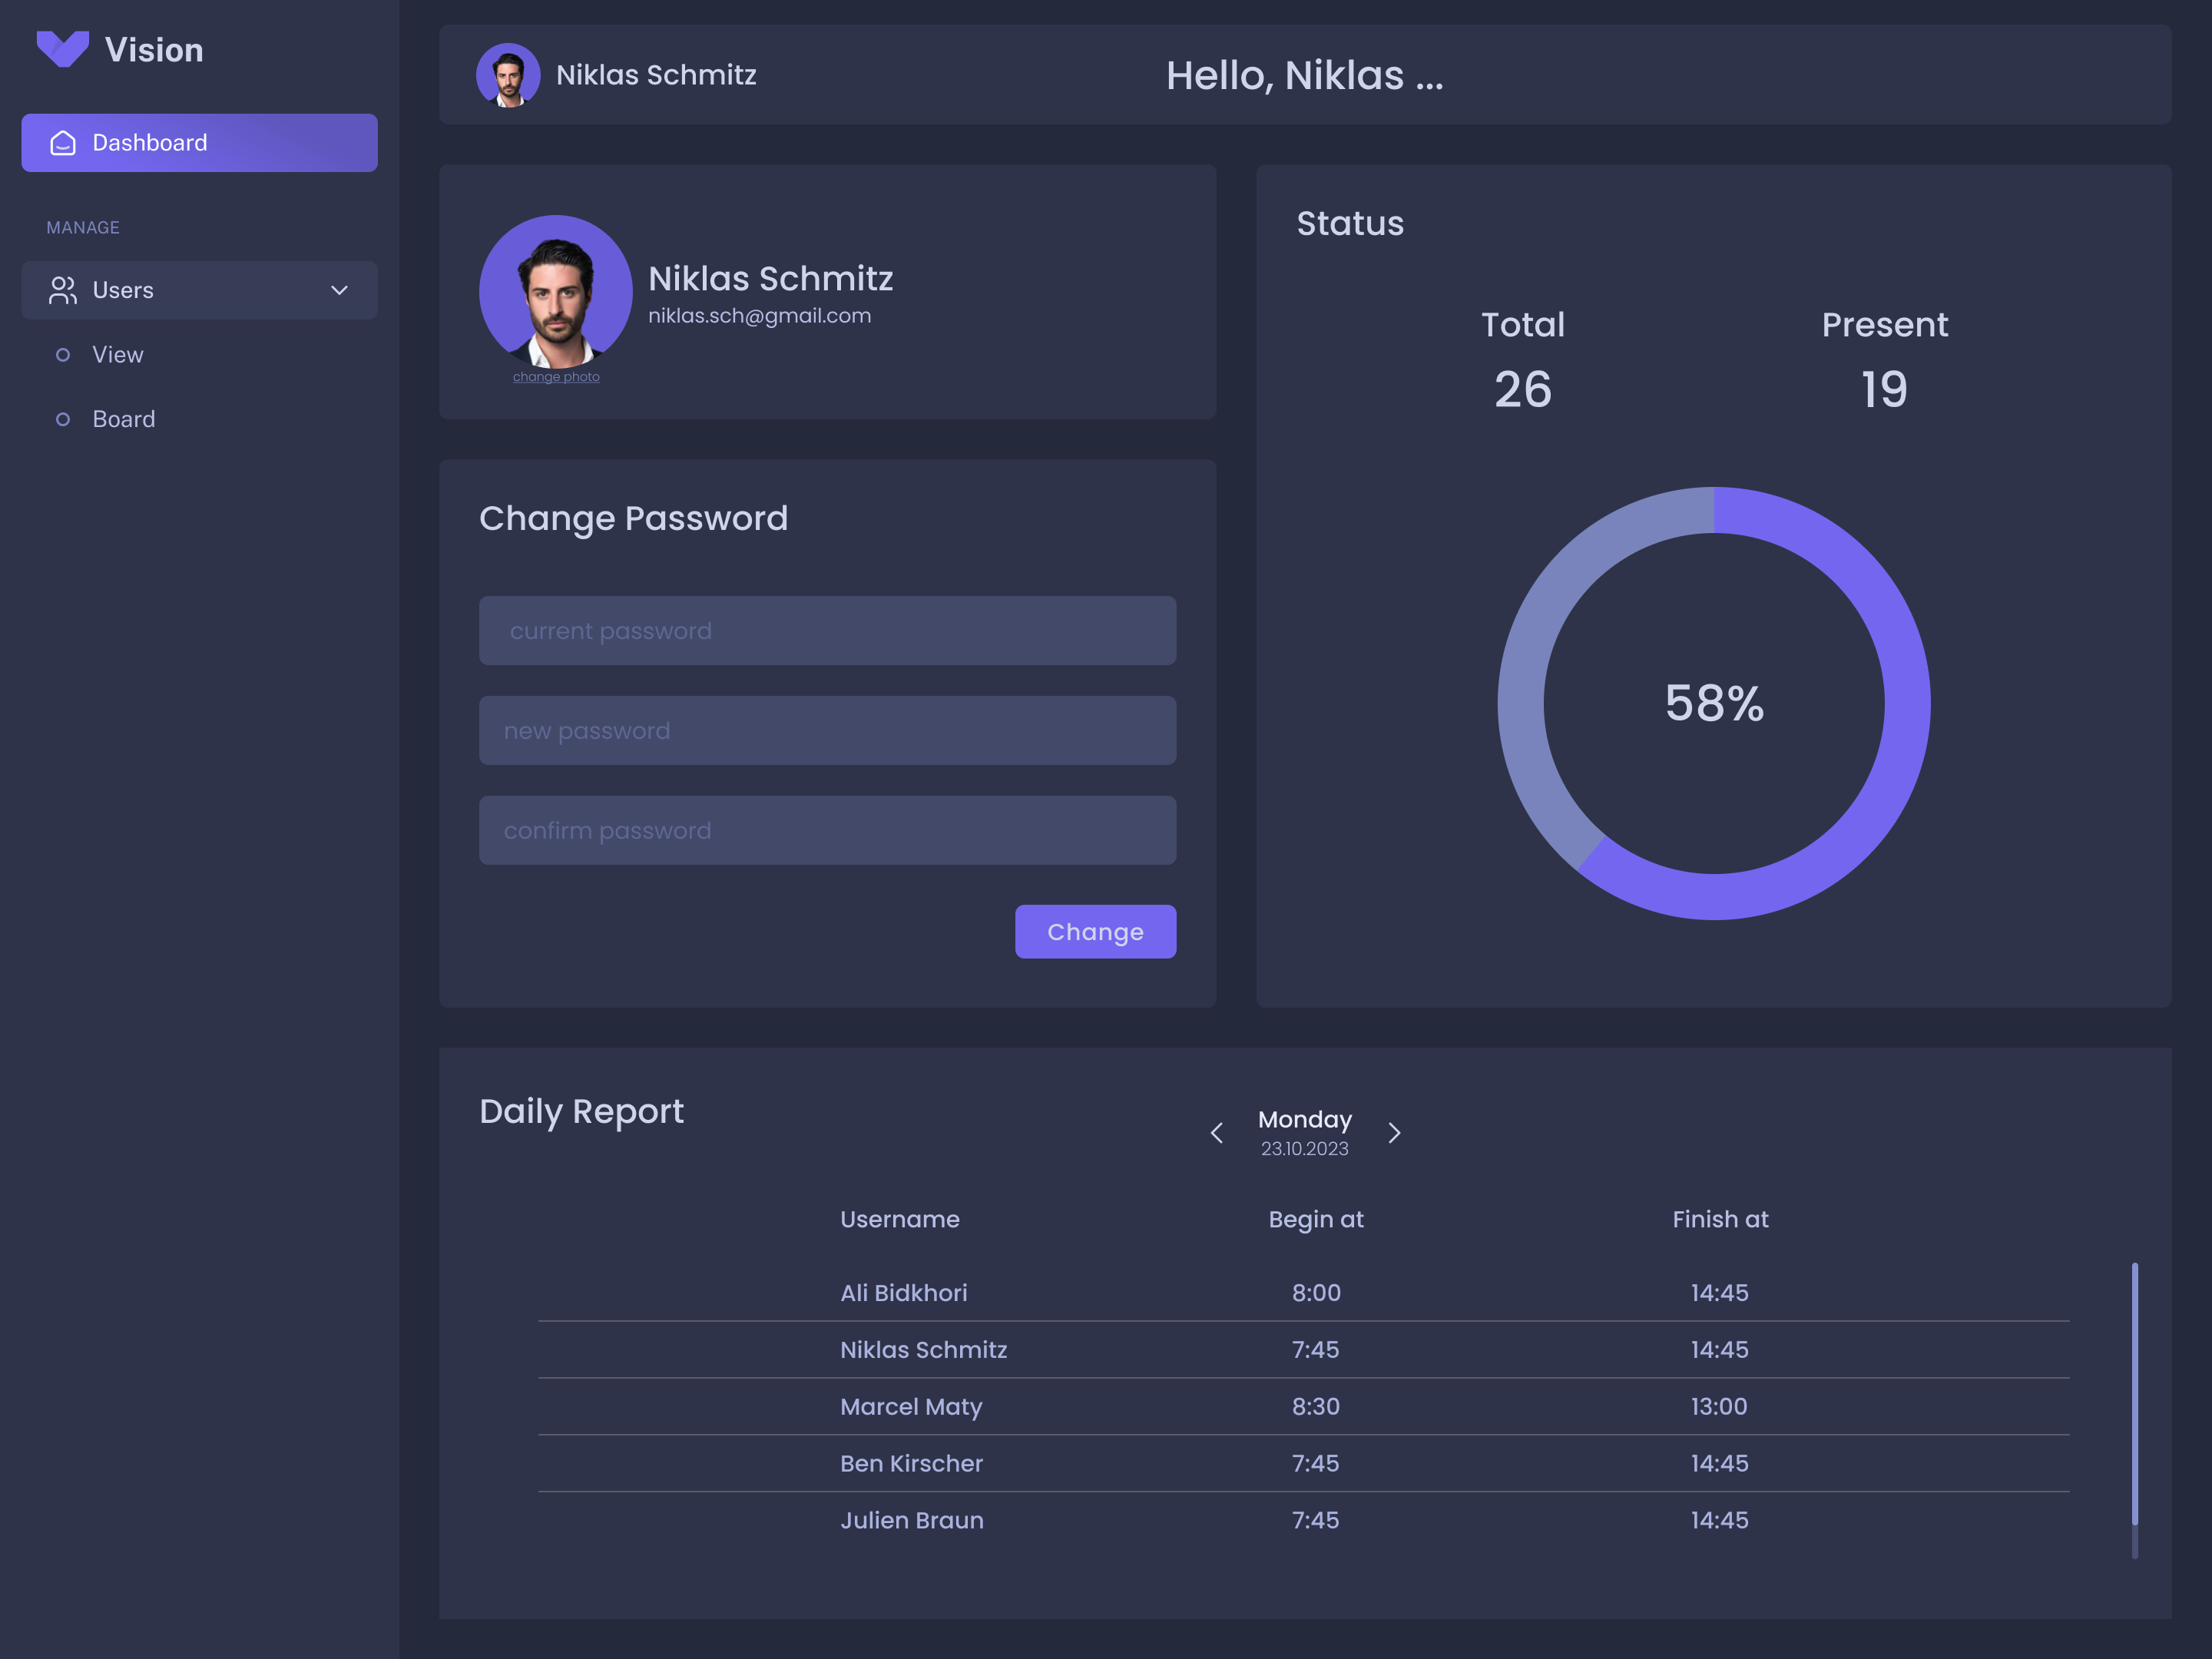 Vision
Dashboard
MANAGE
Users
View
Board
Niklas Schmitz
Hello, Niklas ...
Niklas Schmitz
niklas.sch@gmail.com
change photo
Change Password
current password
new password
confirm password
Change
Status
Total
Present
26
19
58%
Daily Report
Monday
23.10.2023
Username Begin at Finish at
Ali Bidkhori 8:00 14:45
Niklas Schmitz 7:45 14:45
Marcel Maty 8:30 13:00
Ben Kirscher 7:45 14:45
Julien Braun 7:45 14:45